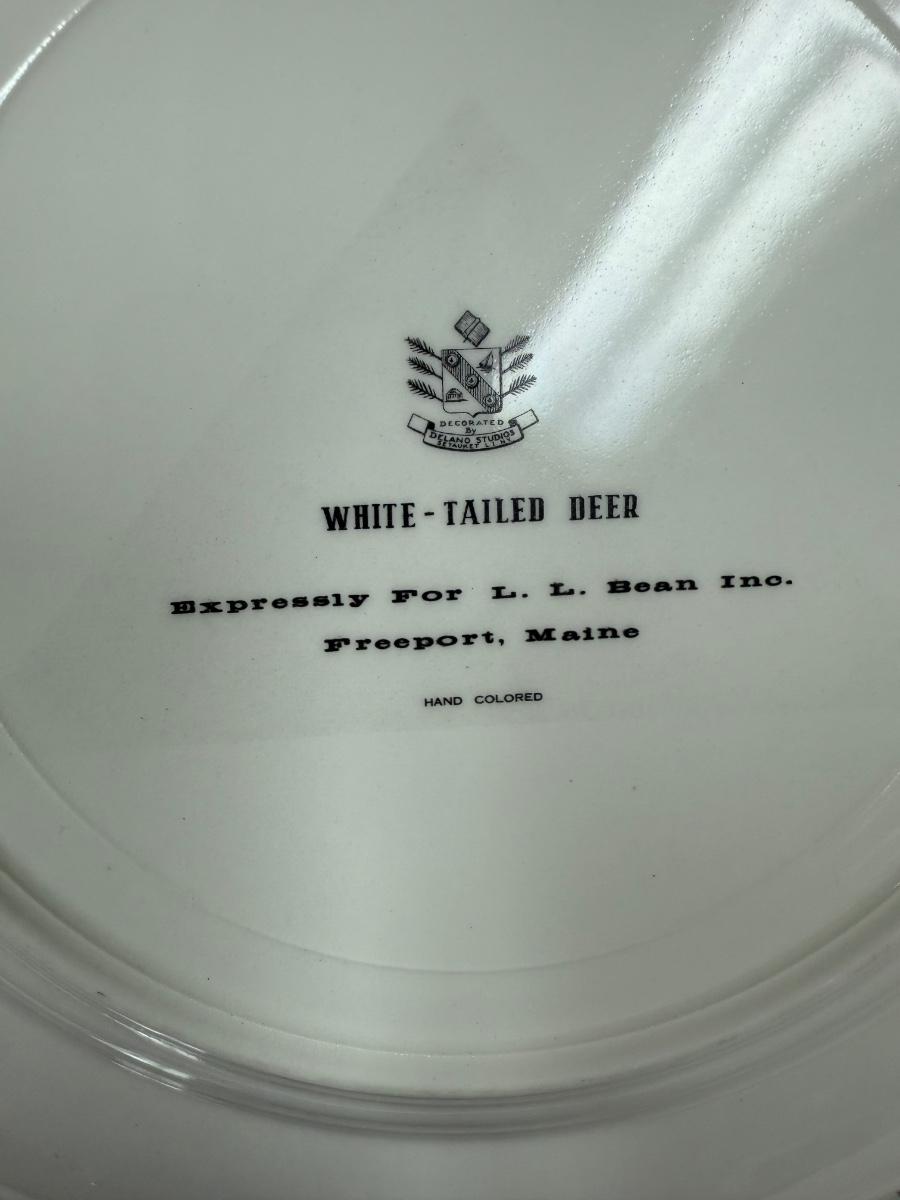 DECORATED
By
DELANO STUDIOS
SETAUKET L.I. N.Y.
WHITE-TAILED DEER
Expressly For L. L. Bean Inc.
Freeport, Maine
HAND COLORED